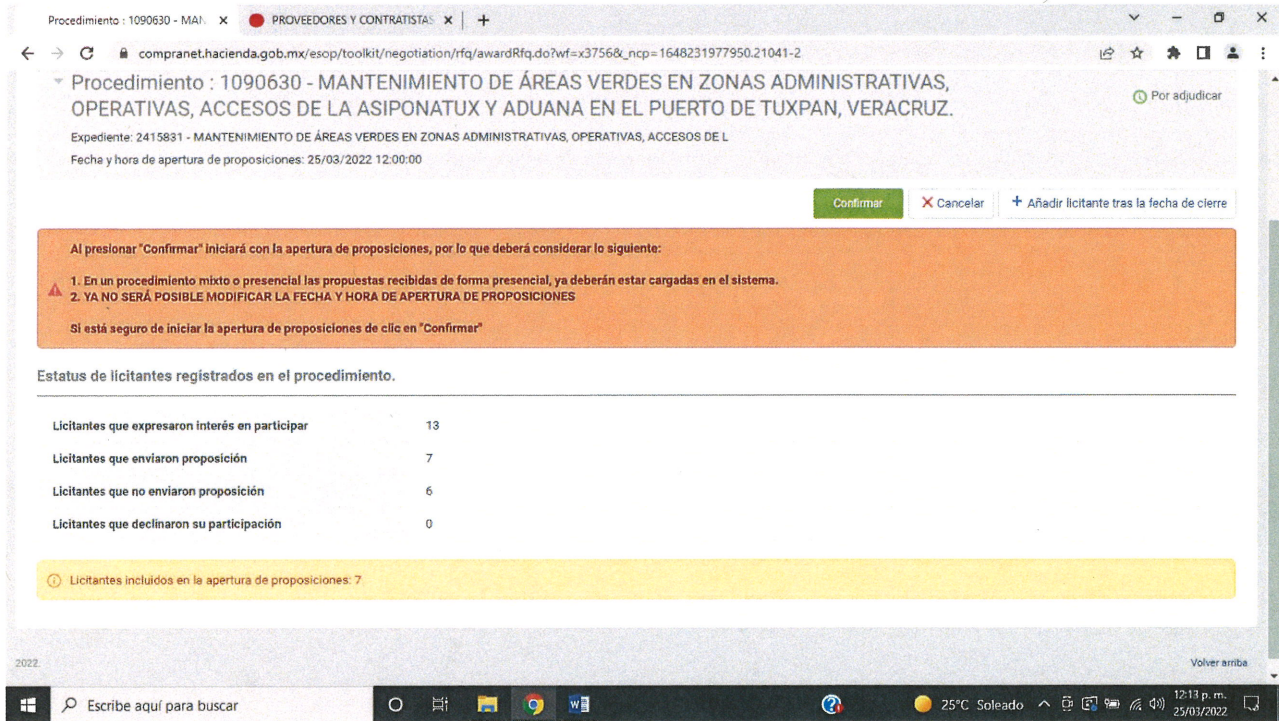 Procedimiento : 1090630 - MAN
PROVEEDORES Y CONTRATISTAS
compranet.hacienda.gob.mx/esop/toolkit/negotiation/rfq/awardRfq.do?wf=x3756&_ncp=1648231977950.21041-2
Procedimiento : 1090630 - MANTENIMIENTO DE ÁREAS VERDES EN ZONAS ADMINISTRATIVAS,
OPERATIVAS, ACCESOS DE LA ASIPONATUX Y ADUANA EN EL PUERTO DE TUXPAN, VERACRUZ.
Por adjudicar
Expediente: 2415831 - MANTENIMIENTO DE ÁREAS VERDES EN ZONAS ADMINISTRATIVAS, OPERATIVAS, ACCESOS DE L
Fecha y hora de apertura de proposiciones: 25/03/2022 12:00:00
Confirmar
Cancelar
+ Añadir licitante tras la fecha de cierre
Al presionar "Confirmar" iniciará con la apertura de proposiciones, por lo que deberá considerar lo siguiente:
1. En un procedimiento mixto o presencial las propuestas recibidas de forma presencial, ya deberán estar cargadas en el sistema.
2. YA NO SERÁ POSIBLE MODIFICAR LA FECHA Y HORA DE APERTURA DE PROPOSICIONES
Si está seguro de iniciar la apertura de proposiciones de clic en "Confirmar"
Estatus de licitantes registrados en el procedimiento.
Licitantes que expresaron interés en participar 13
Licitantes que enviaron proposición 7
Licitantes que no enviaron proposición 6
Licitantes que declinaron su participación 0
Licitantes incluidos en la apertura de proposiciones: 7
2022.
Volver arriba
Escribe aquí para buscar
25°C Soleado
12:13 p. m.
25/03/2022